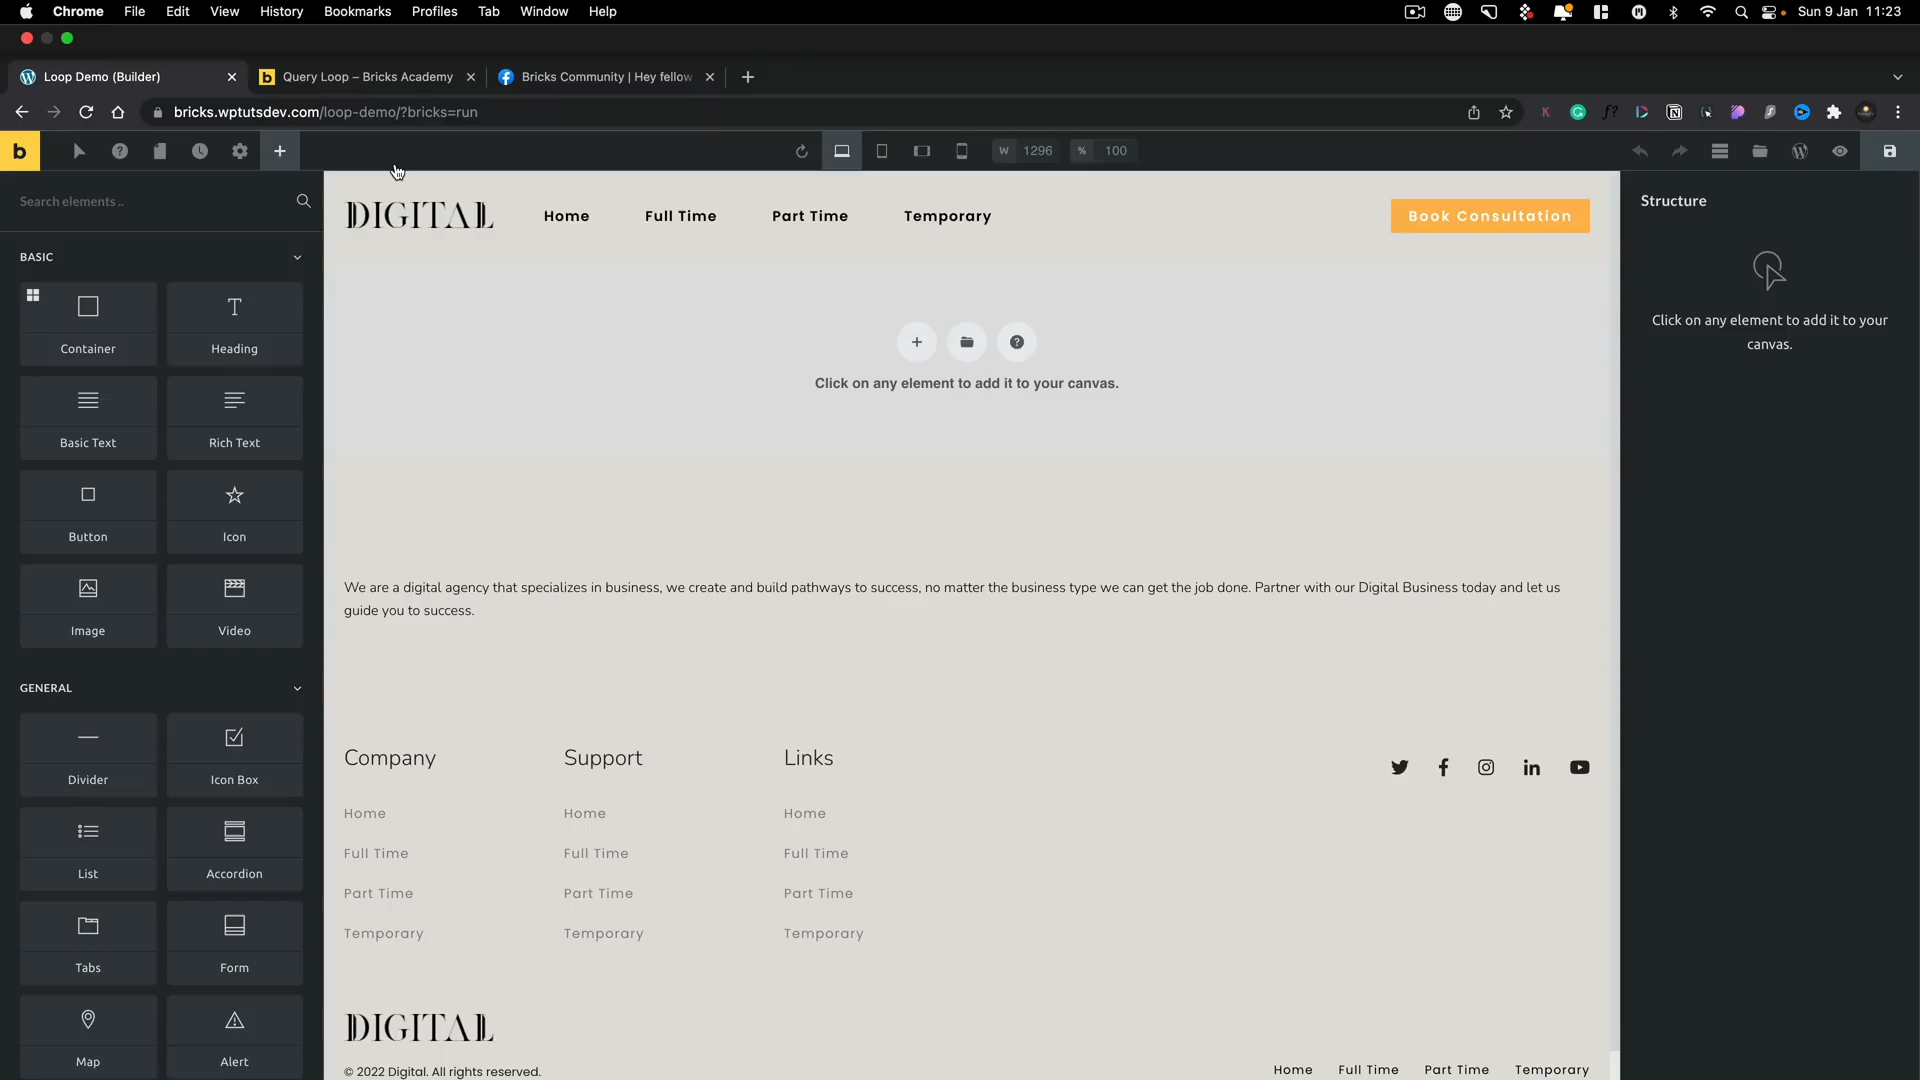 Chrome File Edit View History Bookmarks Profiles Tab Window Help Sun 9 Jan 11:23
Loop Demo (Builder) Query Loop – Bricks Academy Bricks Community | Hey fellow
bricks.wptutsdev.com/loop-demo/?bricks=run
b W 1296 % 100
Search elements ..
BASIC
Container Heading
Basic Text Rich Text
Button Icon
Image Video
GENERAL
Divider Icon Box
List Accordion
Tabs Form
Map Alert
DIGITAL Home Full Time Part Time Temporary Book Consultation
Click on any element to add it to your canvas.
We are a digital agency that specializes in business, we create and build pathways to success, no matter the business type we can get the job done. Partner with our Digital Business today and let us
guide you to success.
Company Support Links
Home Home Home
Full Time Full Time Full Time
Part Time Part Time Part Time
Temporary Temporary Temporary
DIGITAL
© 2022 Digital. All rights reserved. Home Full Time Part Time Temporary
Structure
Click on any element to add it to your
canvas.